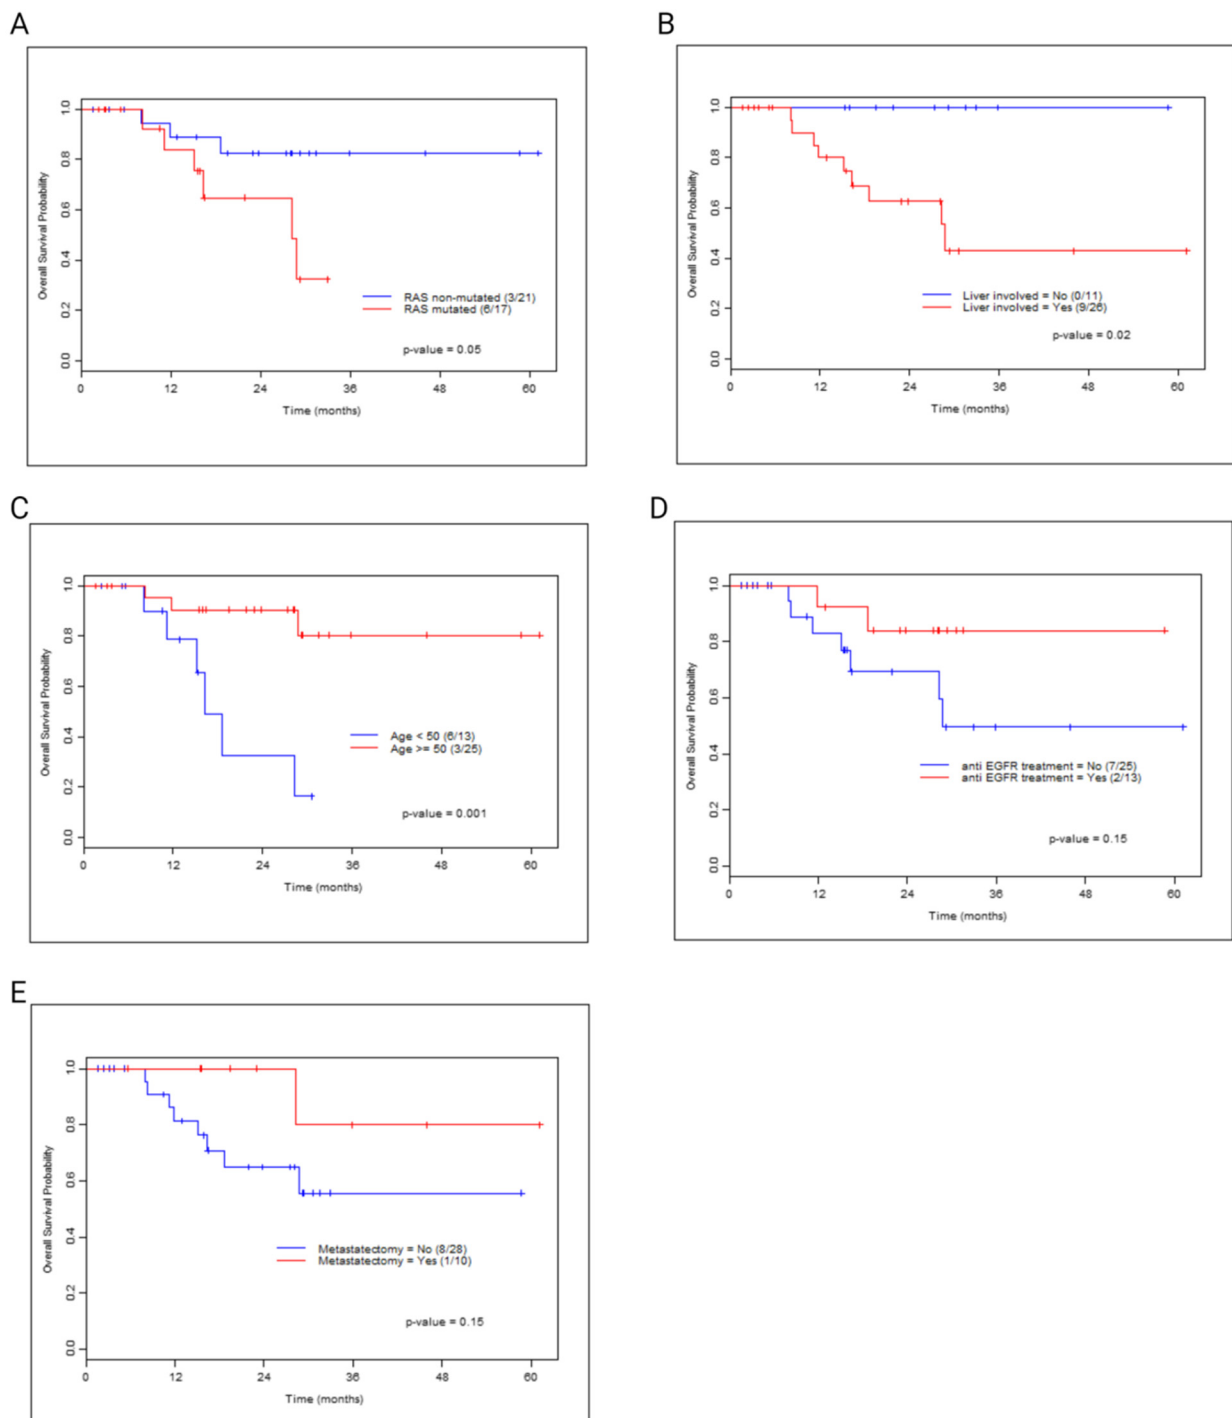 A
Overall Survival Probability
1.0
0.8
0.6
0.4
0.2
0.0
RAS non-mutated (3/21)
RAS mutated (6/17)
p-value = 0.05
0 12 24 36 48 60
Time (months)
B
Overall Survival Probability
1.0
0.8
0.6
0.4
0.2
0.0
Liver involved = No (0/11)
Liver involved = Yes (9/26)
p-value = 0.02
0 12 24 36 48 60
Time (months)
C
Overall Survival Probability
1.0
0.8
0.6
0.4
0.2
0.0
Age < 50 (6/13)
Age >= 50 (3/25)
p-value = 0.001
0 12 24 36 48 60
Time (months)
D
Overall Survival Probability
1.0
0.8
0.6
0.4
0.2
0.0
anti EGFR treatment = No (7/25)
anti EGFR treatment = Yes (2/13)
p-value = 0.15
0 12 24 36 48 60
Time (months)
E
Overall Survival Probability
1.0
0.8
0.6
0.4
0.2
0.0
Metastatectomy = No (8/28)
Metastatectomy = Yes (1/10)
p-value = 0.15
0 12 24 36 48 60
Time (months)